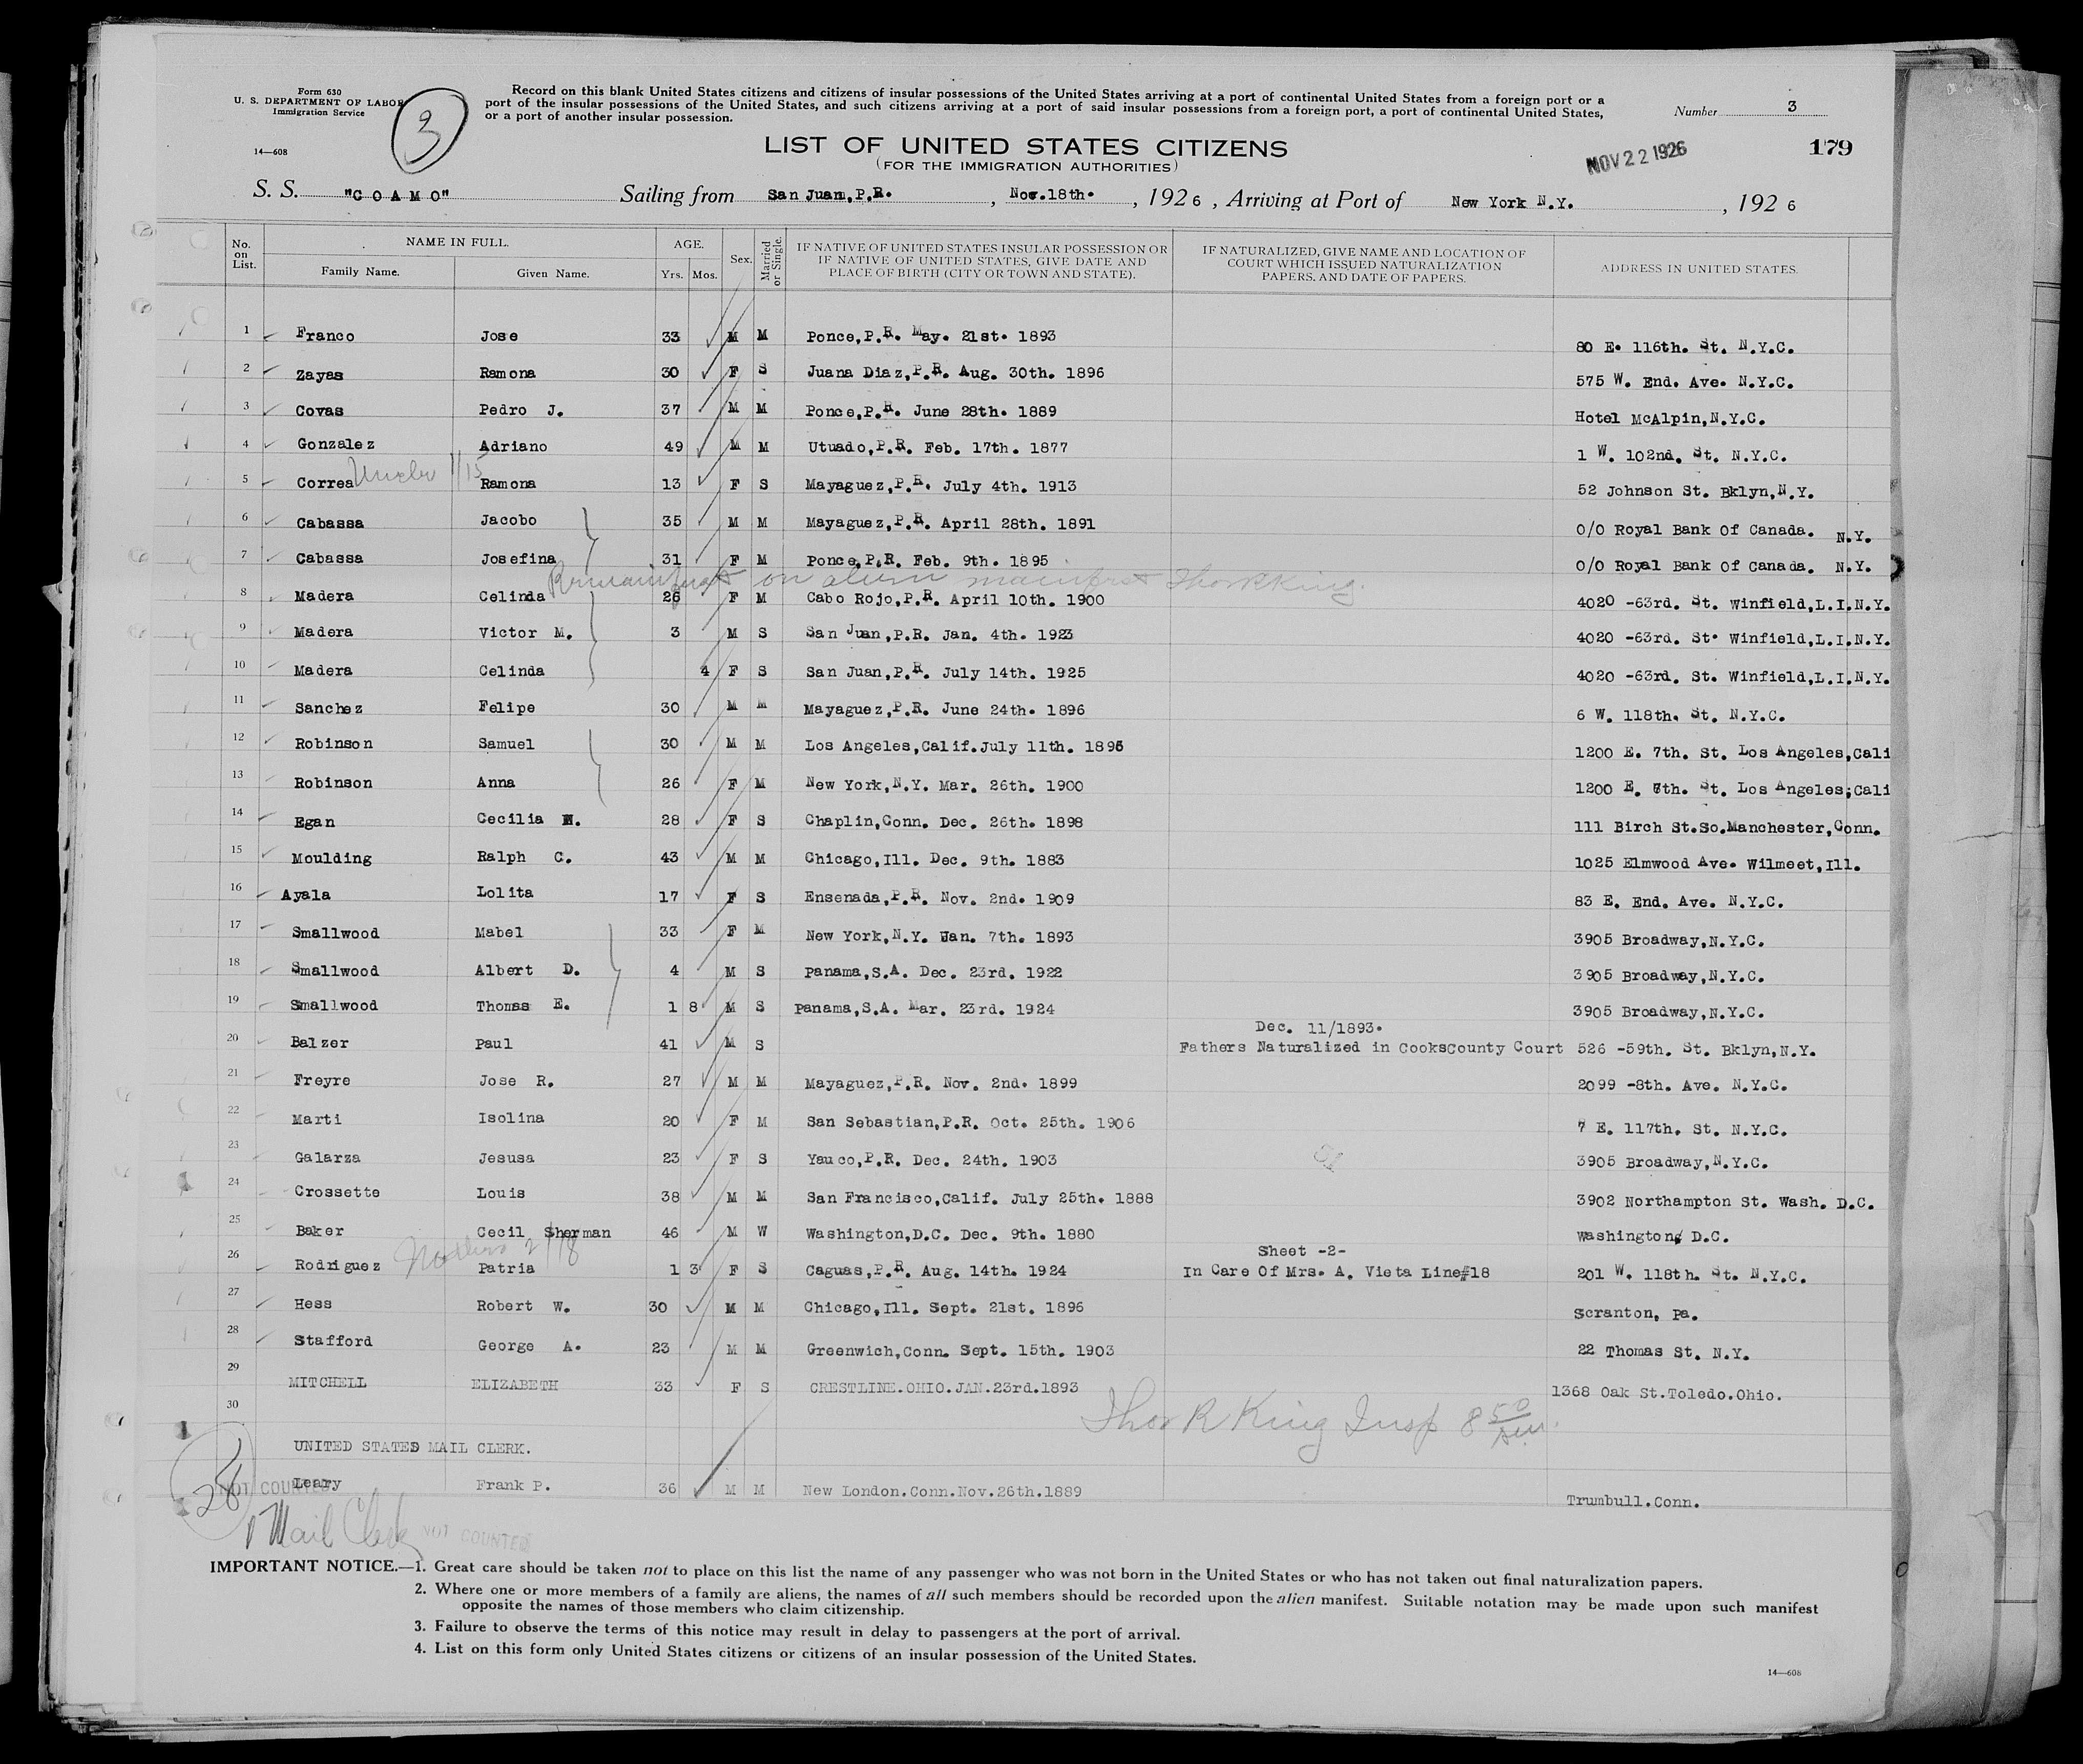 Form 630
U. S. DEPARTMENT OF LABOR
Immigration Service
14—608
3
Record on this blank United States citizens and citizens of insular possessions of the United States arriving at a port of continental United States from a foreign port or a
port of the insular possessions of the United States, and such citizens arriving at a port of said insular possessions from a foreign port, a port of continental United States,
or a port of another insular possession.
Number 3
LIST OF UNITED STATES CITIZENS
(FOR THE IMMIGRATION AUTHORITIES)
NOV 22 1926
179
S. S. "COAMO" Sailing from San Juan,P.R. , Nov.18th. , 1926 , Arriving at Port of New York N.Y. , 1926
No. on List. NAME IN FULL. Family Name. Given Name. AGE. Yrs. Mos. Sex. Married or Single. IF NATIVE OF UNITED STATES INSULAR POSSESSION OR IF NATIVE OF UNITED STATES, GIVE DATE AND PLACE OF BIRTH (CITY OR TOWN AND STATE). IF NATURALIZED, GIVE NAME AND LOCATION OF COURT WHICH ISSUED NATURALIZATION PAPERS, AND DATE OF PAPERS. ADDRESS IN UNITED STATES.
1 Franco Jose 33 M M Ponce,P.R. May. 21st. 1893 80 E. 116th. St. N.Y.C.
2 Zayas Ramona 30 F S Juana Diaz,P.R. Aug. 30th. 1896 575 W. End. Ave. N.Y.C.
3 Covas Pedro J. 37 M M Ponce,P.R. June 28th. 1889 Hotel McAlpin,N.Y.C.
4 Gonzalez Adriano 49 M M Utuado,P.R. Feb. 17th. 1877 1 W. 102nd. St. N.Y.C.
Uncle 1/15
5 Correa Ramona 13 F S Mayaguez,P.R. July 4th. 1913 52 Johnson St. Bklyn,N.Y.
6 Cabassa Jacobo 35 M M Mayaguez,P.R. April 28th. 1891 O/O Royal Bank Of Canada. N.Y.
7 Cabassa Josefina 31 F M Ponce,P.R. Feb. 9th. 1895 O/O Royal Bank Of Canada. N.Y.
on alien manifest Thor R King.
8 Madera Celinda 26 F M Cabo Rojo,P.R. April 10th. 1900 4020 -63rd. St. Winfield,L.I.N.Y.
9 Madera Victor M. 3 M S San Juan,P.R. Jan. 4th. 1923 4020 -63rd. St. Winfield,L.I.N.Y.
10 Madera Celinda 4 F S San Juan,P.R. July 14th. 1925 4020 -63rd. St. Winfield,L.I.N.Y.
11 Sanchez Felipe 30 M M Mayaguez,P.R. June 24th. 1896 6 W. 118th. St. N.Y.C.
12 Robinson Samuel 30 M M Los Angeles,Calif.July 11th. 1896 1200 E. 7th. St. Los Angeles,Cali
13 Robinson Anna 26 F M New York,N.Y. Mar. 26th. 1900 1200 E. 7th. St. Los Angeles;Cali
14 Egan Cecilia M. 28 F S Chaplin,Conn. Dec. 26th. 1898 111 Birch St.So.Manchester,Conn.
15 Moulding Ralph C. 43 M M Chicago,Ill. Dec. 9th. 1883 1025 Elmwood Ave. Wilmeet,Ill.
16 Ayala Lolita 17 F S Ensenada,P.R. Nov. 2nd. 1909 83 E. End. Ave. N.Y.C.
17 Smallwood Mabel 33 F M New York,N.Y. Jan. 7th. 1893 3905 Broadway,N.Y.C.
18 Smallwood Albert D. 4 M S Panama,S.A. Dec. 23rd. 1922 3905 Broadway,N.Y.C.
19 Smallwood Thomas E. 1 8 M S Panama,S.A. Mar. 23rd. 1924 3905 Broadway,N.Y.C.
Dec. 11/1893.
20 Balzer Paul 41 M S Fathers Naturalized in CooksCounty Court 526 -59th. St. Bklyn,N.Y.
21 Freyre Jose R. 27 M M Mayaguez,P.R. Nov. 2nd. 1899 2099 -8th. Ave. N.Y.C.
22 Marti Isolina 20 F M San Sebastian,P.R. Oct. 25th. 1906 7 E. 117th. St. N.Y.C.
23 Galarza Jesusa 23 F S Yauco,P.R. Dec. 24th. 1903 3905 Broadway,N.Y.C.
24 Crossette Louis 38 M M San Francisco,Calif. July 25th. 1888 3902 Northampton St. Wash. D.C.
25 Baker Cecil Sherman 46 M W Washington,D.C. Dec. 9th. 1880 Washington, D.C.
2/18
Sheet -2-
26 Rodriguez Patria 1 3 F S Caguas,P.R. Aug. 14th. 1924 In Care Of Mrs. A. Vieta Line#18 201 W. 118th. St. N.Y.C.
27 Hess Robert W. 30 M M Chicago,Ill. Sept. 21st. 1896 Scranton, Pa.
28 Stafford George A. 23 M M Greenwich,Conn. Sept. 15th. 1903 22 Thomas St. N.Y.
29 MITCHELL ELIZABETH 33 F S CRESTLINE.OHIO.JAN.23rd.1893 1368 Oak St.Toledo.Ohio.
30
Thor R King Insp 8 50
UNITED STATES MAIL CLERK.
NOT COUNTED Leary Frank P. 36 M M New London.Conn.Nov.26th.1889 Trumbull.Conn.
1 Mail Clerk NOT COUNTED
IMPORTANT NOTICE.—1. Great care should be taken not to place on this list the name of any passenger who was not born in the United States or who has not taken out final naturalization papers.
2. Where one or more members of a family are aliens, the names of all such members should be recorded upon the alien manifest. Suitable notation may be made upon such manifest
opposite the names of those members who claim citizenship.
3. Failure to observe the terms of this notice may result in delay to passengers at the port of arrival.
4. List on this form only United States citizens or citizens of an insular possession of the United States.
14—608